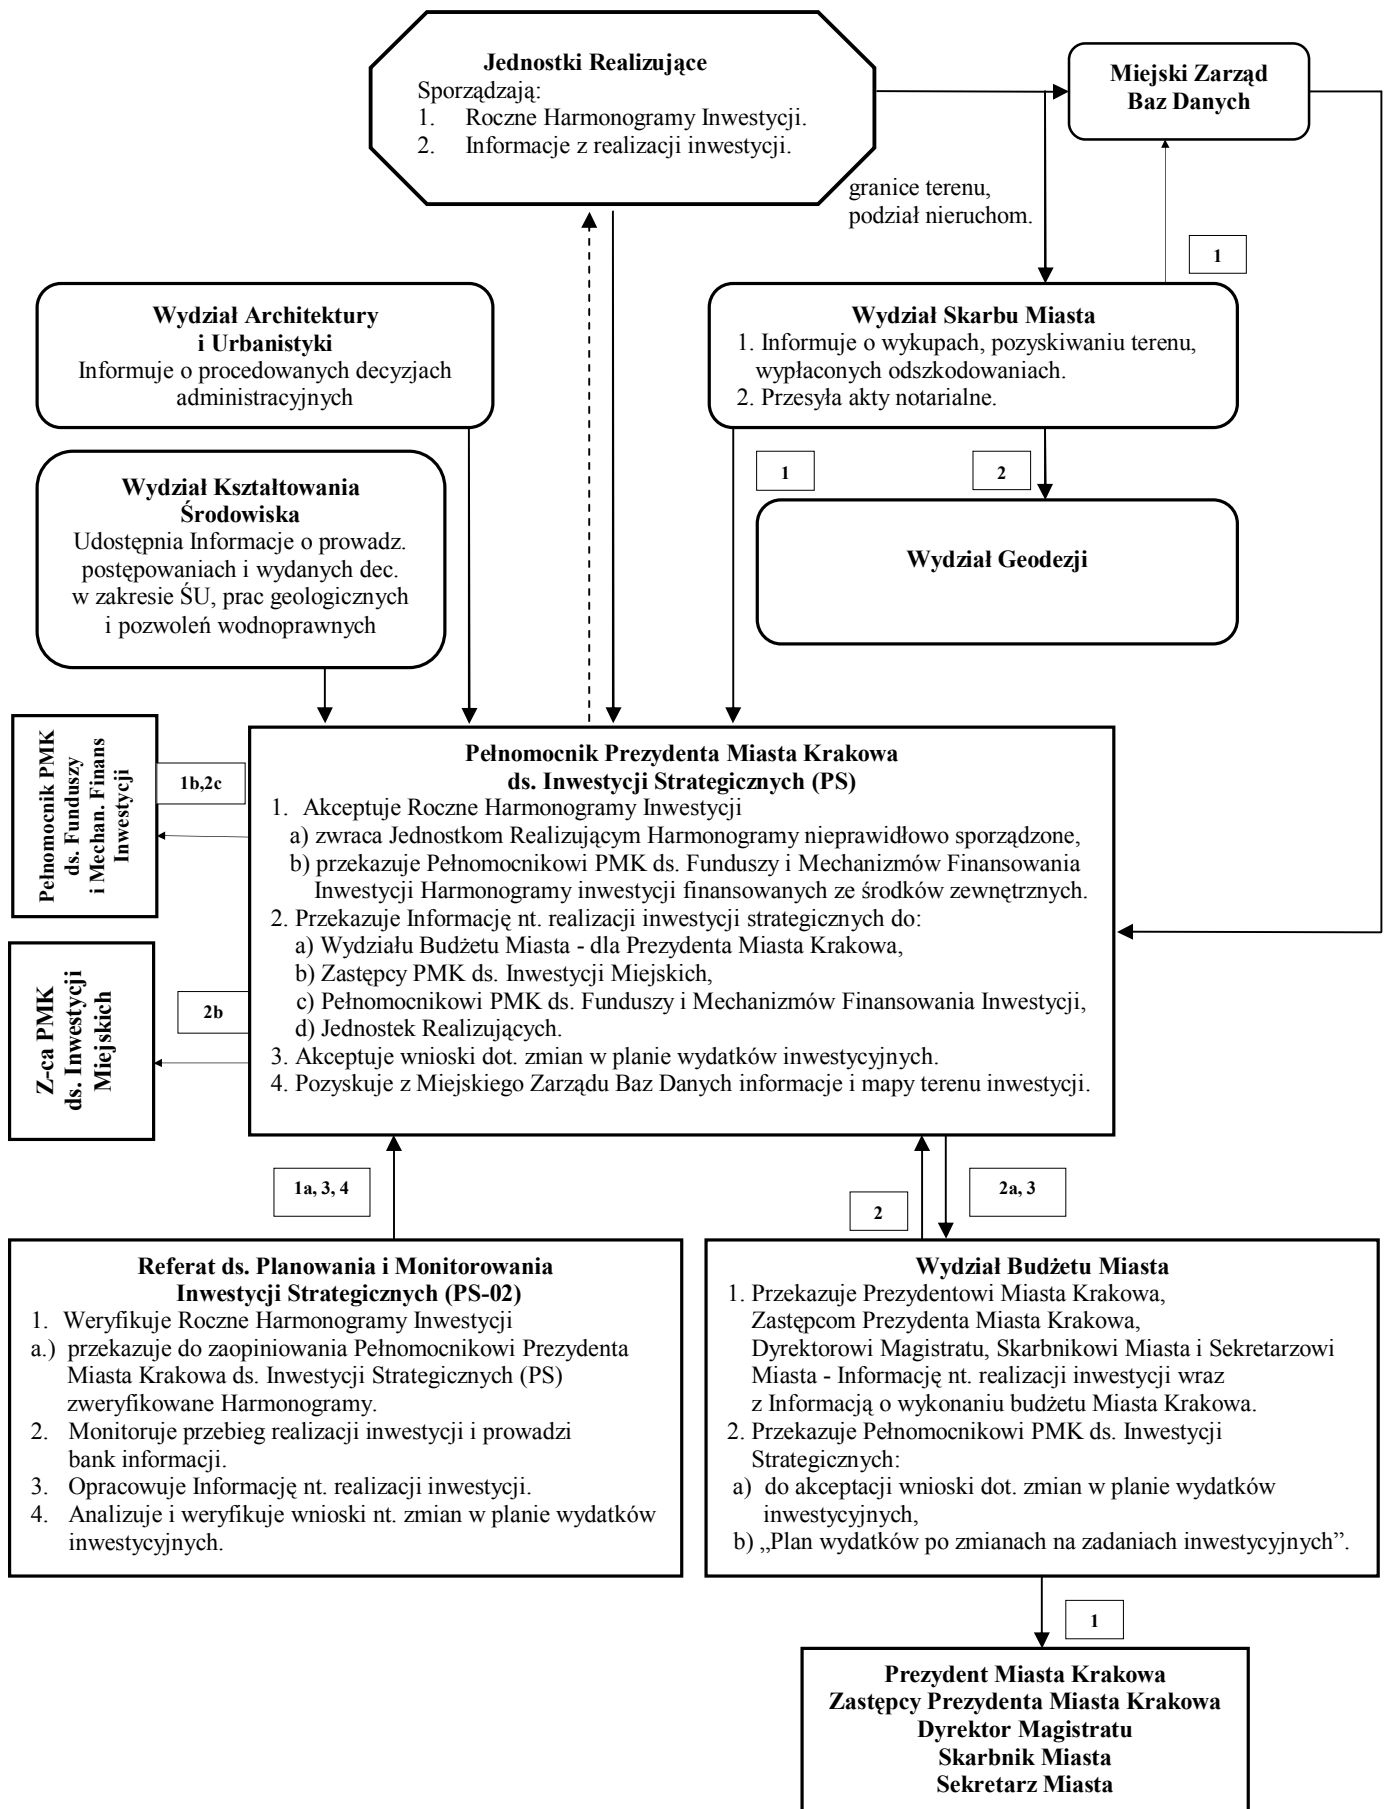 Jednostki Realizujące
Sporządzają:
1. Roczne Harmonogramy Inwestycji.
2. Informacje z realizacji inwestycji.
Miejski Zarząd
Baz Danych
granice terenu,
podział nieruchom.
1
Wydział Architektury
i Urbanistyki
Informuje o procedowanych decyzjach
administracyjnych
Wydział Skarbu Miasta
1. Informuje o wykupach, pozyskiwaniu terenu,
wypłaconych odszkodowaniach.
2. Przesyła akty notarialne.
1
2
Wydział Kształtowania
Środowiska
Udostępnia Informacje o prowadz.
postępowaniach i wydanych dec.
w zakresie ŚU, prac geologicznych
i pozwoleń wodnoprawnych
Wydział Geodezji
Pełnomocnik PMK
ds. Funduszy
i Mechan. Finans
Inwestycji
1b,2c
Z-ca PMK
ds. Inwestycji
Miejskich
2b
Pełnomocnik Prezydenta Miasta Krakowa
ds. Inwestycji Strategicznych (PS)
1. Akceptuje Roczne Harmonogramy Inwestycji
a) zwraca Jednostkom Realizującym Harmonogramy nieprawidłowo sporządzone,
b) przekazuje Pełnomocnikowi PMK ds. Funduszy i Mechanizmów Finansowania
Inwestycji Harmonogramy inwestycji finansowanych ze środków zewnętrznych.
2. Przekazuje Informację nt. realizacji inwestycji strategicznych do:
a) Wydziału Budżetu Miasta - dla Prezydenta Miasta Krakowa,
b) Zastępcy PMK ds. Inwestycji Miejskich,
c) Pełnomocnikowi PMK ds. Funduszy i Mechanizmów Finansowania Inwestycji,
d) Jednostek Realizujących.
3. Akceptuje wnioski dot. zmian w planie wydatków inwestycyjnych.
4. Pozyskuje z Miejskiego Zarządu Baz Danych informacje i mapy terenu inwestycji.
1a, 3, 4
2
2a, 3
Referat ds. Planowania i Monitorowania
Inwestycji Strategicznych (PS-02)
1. Weryfikuje Roczne Harmonogramy Inwestycji
a.) przekazuje do zaopiniowania Pełnomocnikowi Prezydenta
Miasta Krakowa ds. Inwestycji Strategicznych (PS)
zweryfikowane Harmonogramy.
2. Monitoruje przebieg realizacji inwestycji i prowadzi
bank informacji.
3. Opracowuje Informację nt. realizacji inwestycji.
4. Analizuje i weryfikuje wnioski nt. zmian w planie wydatków
inwestycyjnych.
Wydział Budżetu Miasta
1. Przekazuje Prezydentowi Miasta Krakowa,
Zastępcom Prezydenta Miasta Krakowa,
Dyrektorowi Magistratu, Skarbnikowi Miasta i Sekretarzowi
Miasta - Informację nt. realizacji inwestycji wraz
z Informacją o wykonaniu budżetu Miasta Krakowa.
2. Przekazuje Pełnomocnikowi PMK ds. Inwestycji
Strategicznych:
a) do akceptacji wnioski dot. zmian w planie wydatków
inwestycyjnych,
b) „Plan wydatków po zmianach na zadaniach inwestycyjnych”.
1
Prezydent Miasta Krakowa
Zastępcy Prezydenta Miasta Krakowa
Dyrektor Magistratu
Skarbnik Miasta
Sekretarz Miasta